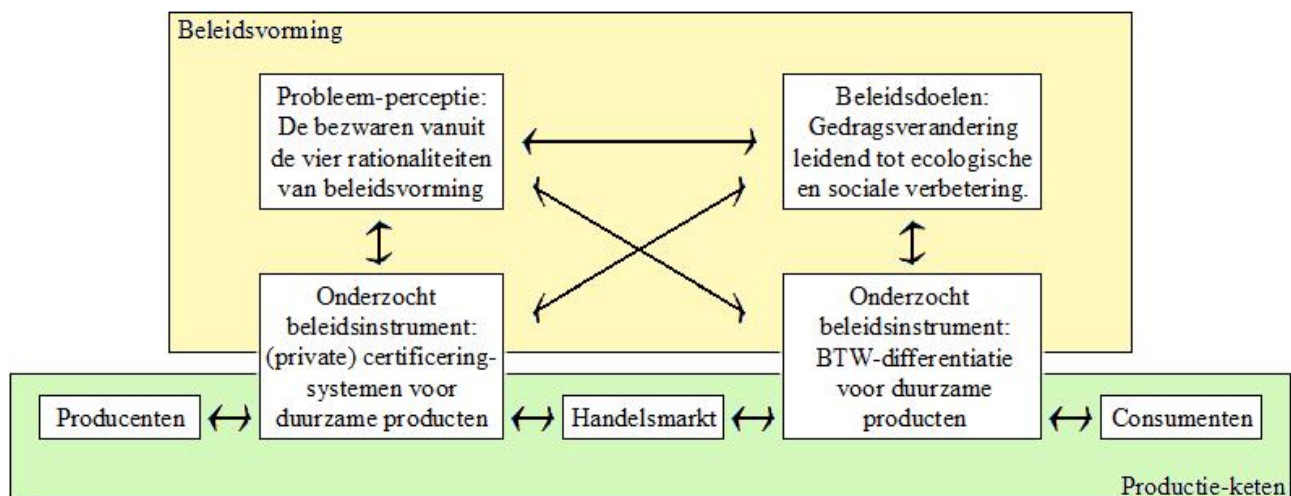 Beleidsvorming
Probleem-perceptie:
De bezwaren vanuit
de vier rationaliteiten
van beleidsvorming
Beleidsdoelen:
Gedragsverandering
leidend tot ecologische
en sociale verbetering.
Onderzocht
beleidsinstrument:
(private) certificering-
systemen voor
duurzame producten
Onderzocht
beleidsinstrument:
BTW-differentiatie
voor duurzame
producten
Producenten
Handelsmarkt
Consumenten
Productie-keten